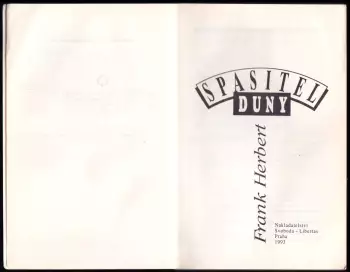 SPASITEL
DUNY
Frank Herbert
Nakladatelství
Svoboda - Libertas
Praha
1992